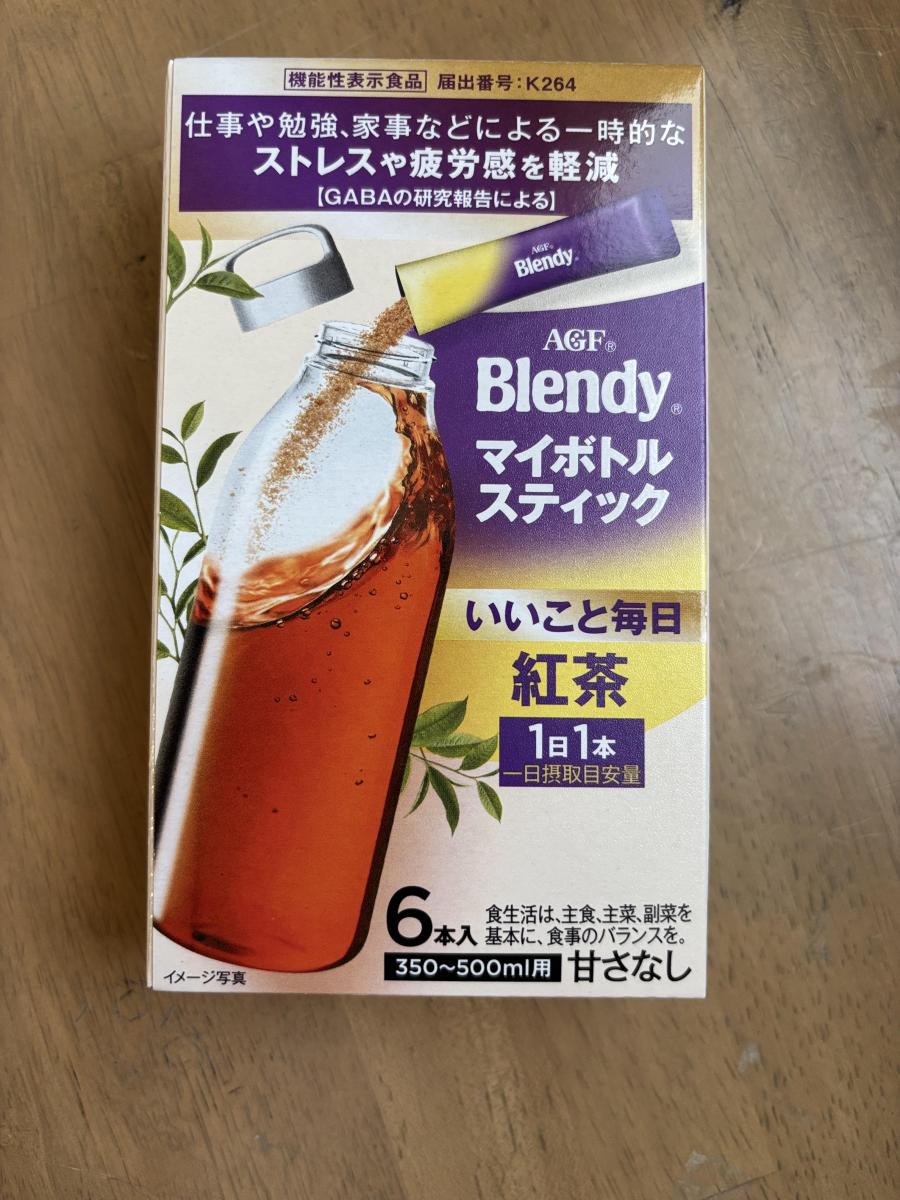 機能性表示食品 届出番号:K264
仕事や勉強、家事などによる一時的な
ストレスや疲労感を軽減
【GABAの研究報告による】
AGF®
Blendy®
AGF®
Blendy®
マイボトル
スティック
いいこと毎日
紅茶
1日1本
一日摂取目安量
6本入
食生活は、主食、主菜、副菜を
基本に、食事のバランスを。
350~500ml用 甘さなし
イメージ写真